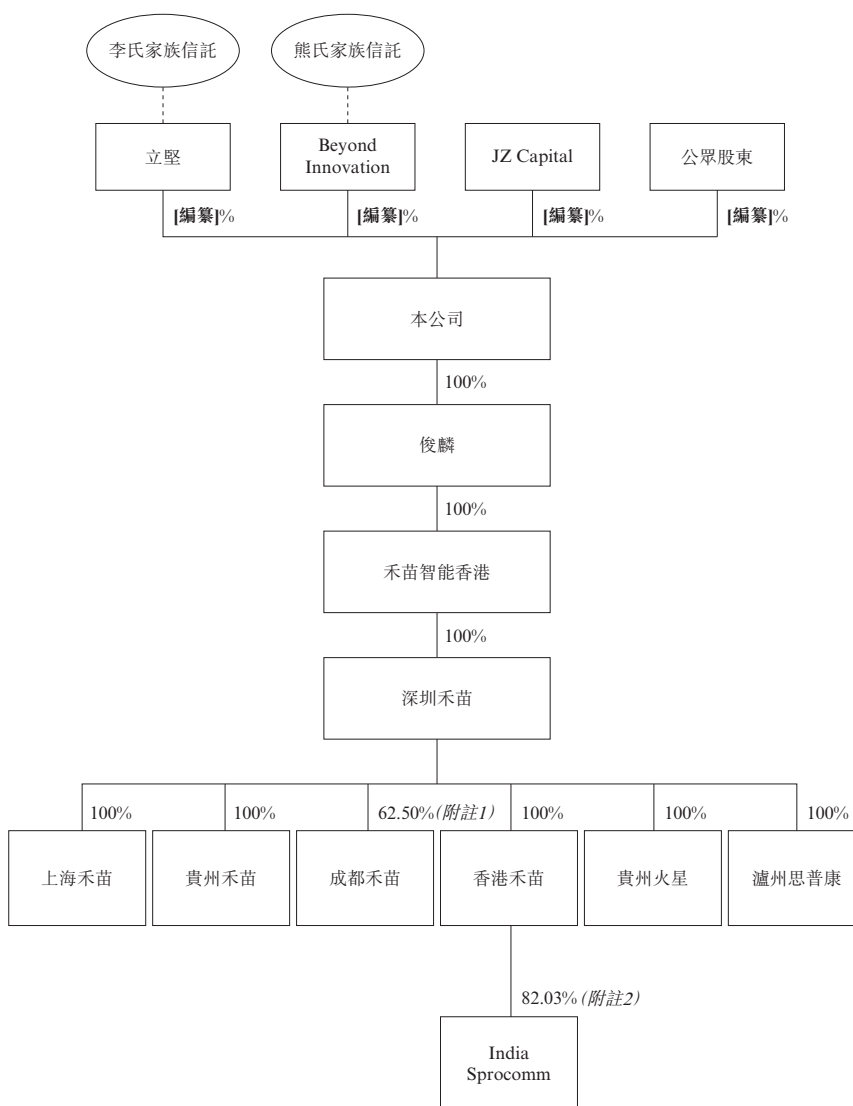 李氏家族信託
熊氏家族信託
立堅
Beyond
Innovation
JZ Capital
公眾股東
[編纂]%
[編纂]%
[編纂]%
[編纂]%
本公司
100%
俊麟
100%
禾苗智能香港
100%
深圳禾苗
100%
100%
62.50%(附註1)
100%
100%
100%
上海禾苗
貴州禾苗
成都禾苗
香港禾苗
貴州火星
瀘州思普康
82.03%(附註2)
India
Sprocomm